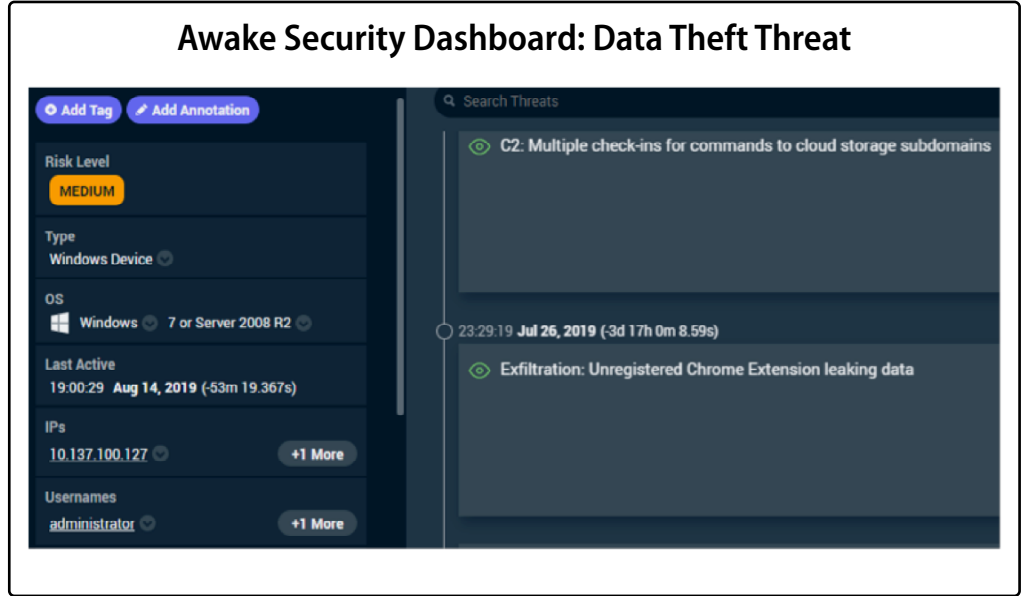 Awake Security Dashboard: Data Theft Threat
Add Tag
Add Annotation
Risk Level
MEDIUM
Type
Windows Device
OS
Windows 7 or Server 2008 R2
Last Active
19:00:29 Aug 14, 2019 (-53m 19.367s)
IPs
10.137.100.127 +1 More
Usernames
administrator +1 More
Search Threats
C2: Multiple check-ins for commands to cloud storage subdomains
23:29:19 Jul 26, 2019 (-3d 17h 0m 8.59s)
Exfiltration: Unregistered Chrome Extension leaking data